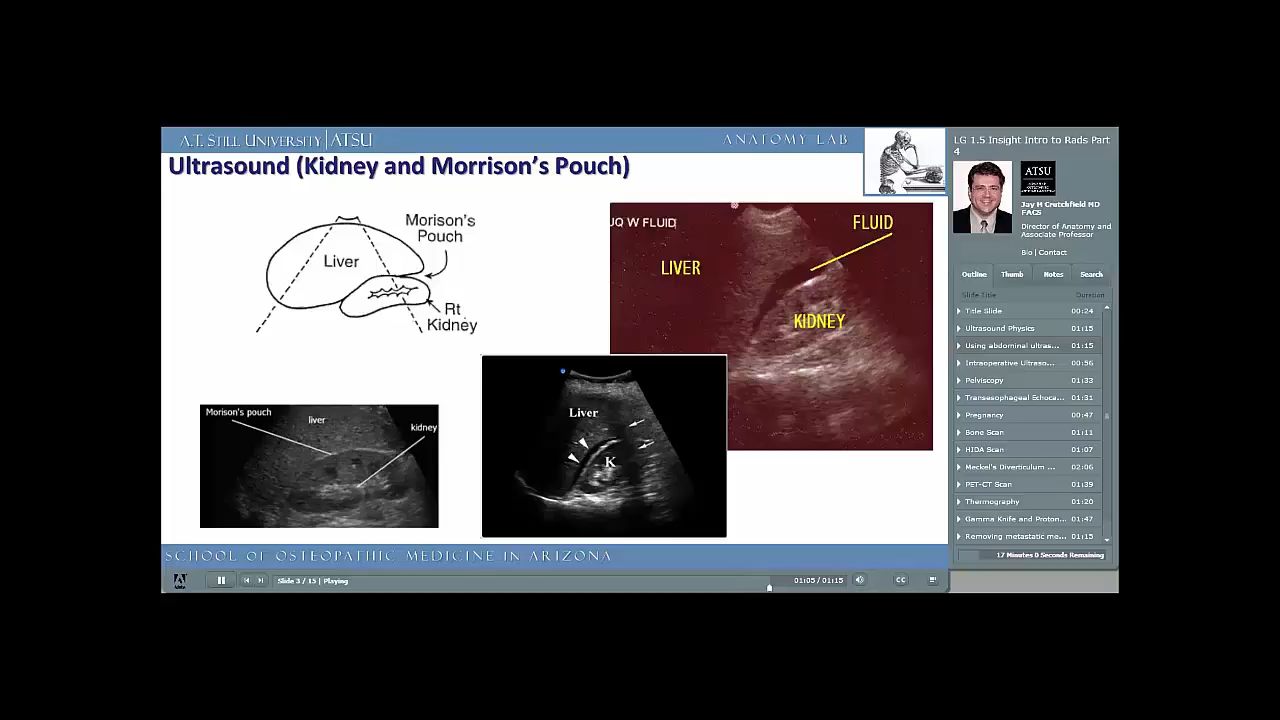 A.T. STILL UNIVERSITY | ATSU
ANATOMY LAB
Ultrasound (Kidney and Morrison's Pouch)
Morison's
Pouch
Liver
Rt
Kidney
JQ W FLUID
FLUID
LIVER
KIDNEY
Morison's pouch
liver
kidney
Liver
K
SCHOOL OF OSTEOPATHIC MEDICINE IN ARIZONA
Slide 3 / 15 | Playing
01:05 / 01:15
CC
LG 1.5 Insight Intro to Rads Part
4
ATSU
Jay M Crutchfield MD
FACS
Director of Anatomy and
Associate Professor
Bio | Contact
Outline Thumb Notes Search
Slide Title Duration
Title Slide 00:24
Ultrasound Physics 01:15
Using abdominal ultras... 01:15
Intraoperative Ultraso... 00:56
Pelviscopy 01:33
Transesophageal Echoca... 01:31
Pregnancy 00:47
Bone Scan 01:11
HIDA Scan 01:07
Meckel's Diverticulum ... 02:06
PET-CT Scan 01:39
Thermography 01:20
Gamma Knife and Proton... 01:47
Removing metastatic me... 01:15
17 Minutes 0 Seconds Remaining